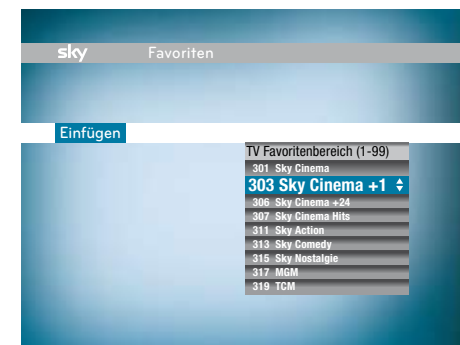 sky Favoriten
Einfügen
TV Favoritenbereich (1-99)
301 Sky Cinema
303 Sky Cinema +1
306 Sky Cinema +24
307 Sky Cinema Hits
311 Sky Action
313 Sky Comedy
315 Sky Nostalgie
317 MGM
319 TCM